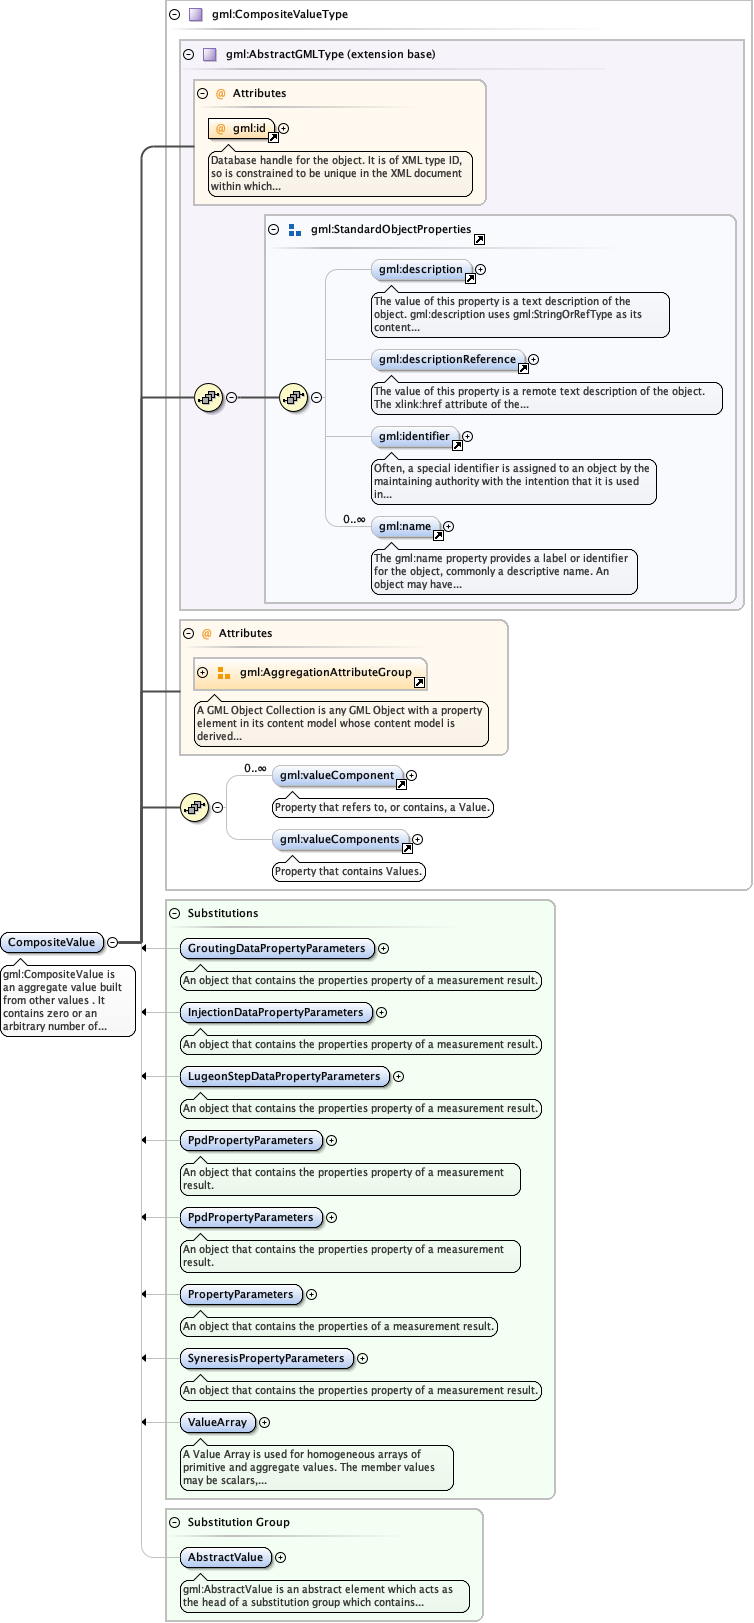 gml:CompositeValueType
gml:AbstractGMLType (extension base)
@ Attributes
@ gml:id
Database handle for the object. It is of XML type ID,
so is constrained to be unique in the XML document
within which...
gml:StandardObjectProperties
gml:description
The value of this property is a text description of the
object. gml:description uses gml:StringOrRefType as its
content...
gml:descriptionReference
The value of this property is a remote text description of the object.
The xlink:href attribute of the...
gml:identifier
Often, a special identifier is assigned to an object by the
maintaining authority with the intention that it is used
in...
0..∞
gml:name
The gml:name property provides a label or identifier
for the object, commonly a descriptive name. An
object may have...
@ Attributes
gml:AggregationAttributeGroup
A GML Object Collection is any GML Object with a property
element in its content model whose content model is
derived...
0..∞
gml:valueComponent
Property that refers to, or contains, a Value.
gml:valueComponents
Property that contains Values.
CompositeValue
gml:CompositeValue is
an aggregate value built
from other values . It
contains zero or an
arbitrary number of...
Substitutions
GroutingDataPropertyParameters
An object that contains the properties property of a measurement result.
InjectionDataPropertyParameters
An object that contains the properties property of a measurement result.
LugeonStepDataPropertyParameters
An object that contains the properties property of a measurement result.
PpdPropertyParameters
An object that contains the properties property of a measurement
result.
PpdPropertyParameters
An object that contains the properties property of a measurement
result.
PropertyParameters
An object that contains the properties of a measurement result.
SyneresisPropertyParameters
An object that contains the properties property of a measurement result.
ValueArray
A Value Array is used for homogeneous arrays of
primitive and aggregate values. The member values
may be scalars,...
Substitution Group
AbstractValue
gml:AbstractValue is an abstract element which acts as
the head of a substitution group which contains...